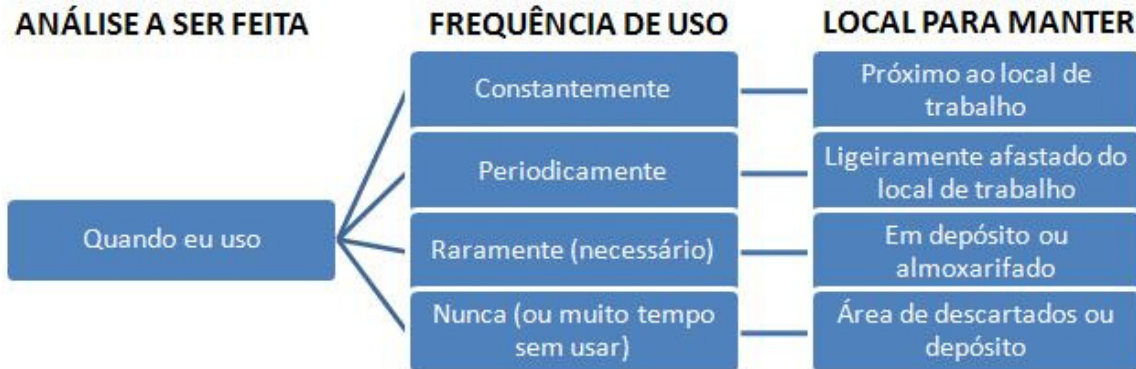 ANÁLISE A SER FEITA
FREQUÊNCIA DE USO
LOCAL PARA MANTER
Quando eu uso
Constantemente
Próximo ao local de
trabalho
Periodicamente
Ligeiramente afastado do
local de trabalho
Raramente (necessário)
Em depósito ou
almoxarifado
Nunca (ou muito tempo
sem usar)
Área de descartados ou
depósito